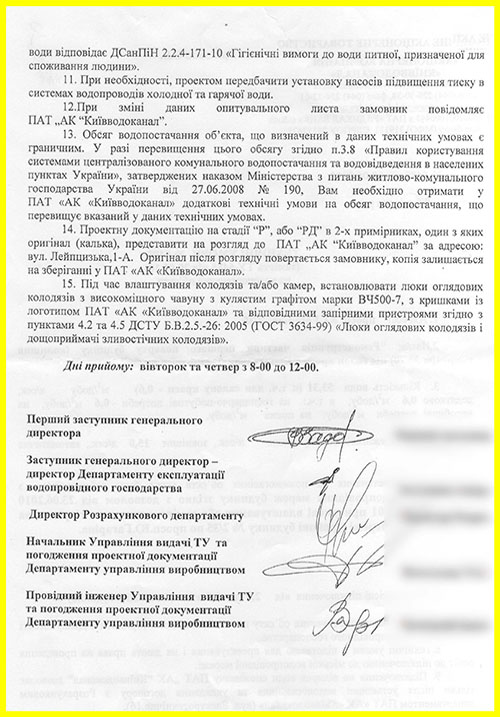 води відповідає ДСанПіН 2.2.4-171-10 «Гігієнічні вимоги до води питної, призначеної для
споживання людини».
11. При необхідності, проектом передбачити установку насосів підвищення тиску в
системах водопроводів холодної та гарячої води.
12.При зміні даних опитувального листа замовник повідомляє
ПАТ „АК “Київводоканал”.
13. Обсяг водопостачання об’єкта, що визначений в даних технічних умовах є
граничним. У разі перевищення цього обсягу згідно п.3.8 «Правил користування
системами централізованого комунального водопостачання та водовідведення в населених
пунктах України», затверджених наказом Міністерства з питань житлово-комунального
господарства України від 27.06.2008 № 190, Вам необхідно отримати у
ПАТ «АК «Київводоканал» додаткові технічні умови на обсяг водопостачання, що
перевищує вказаний у даних технічних умовах.
14. Проектну документацію на стадії “Р”, або “РД” в 2-х примірниках, один з яких
оригінал (калька), представити на розгляд до ПАТ „АК “Київводоканал” за адресою:
вул. Лейпцизька,1-А. Оригінал після розгляду повертається замовнику, копія залишається
на зберіганні у ПАТ «АК «Київводоканал».
15. Під час влаштування колодязів та/або камер, встановлювати люки оглядових
колодязів з високоміцного чавуну з кулястим графітом марки ВЧ500-7, з кришками із
логотипом ПАТ «АК «Київводоканал» та відповідними запірними пристроями згідно з
пунктами 4.2 та 4.5 ДСТУ Б.В.2.5.-26: 2005 (ГОСТ 3634-99) «Люки оглядових колодязів і
дощоприймачі зливостічних колодязів».
Дні прийому: вівторок та четвер з 8-00 до 12-00.
Перший заступник генерального
директора
Заступник генерального директор –
директор Департаменту експлуатації
водопровідного господарства
Директор Розрахункового департаменту
Начальник Управління видачі ТУ та
погодження проектної документації
Департаменту управління виробництвом
Провідний інженер Управління видачі ТУ
та погодження проектної документації
Департаменту управління виробництвом